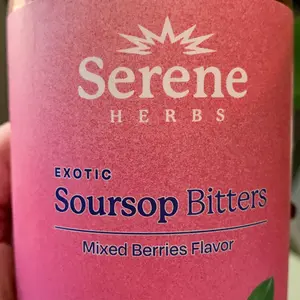 Serene
HERBS
EXOTIC
Soursop Bitters
Mixed Berries Flavor